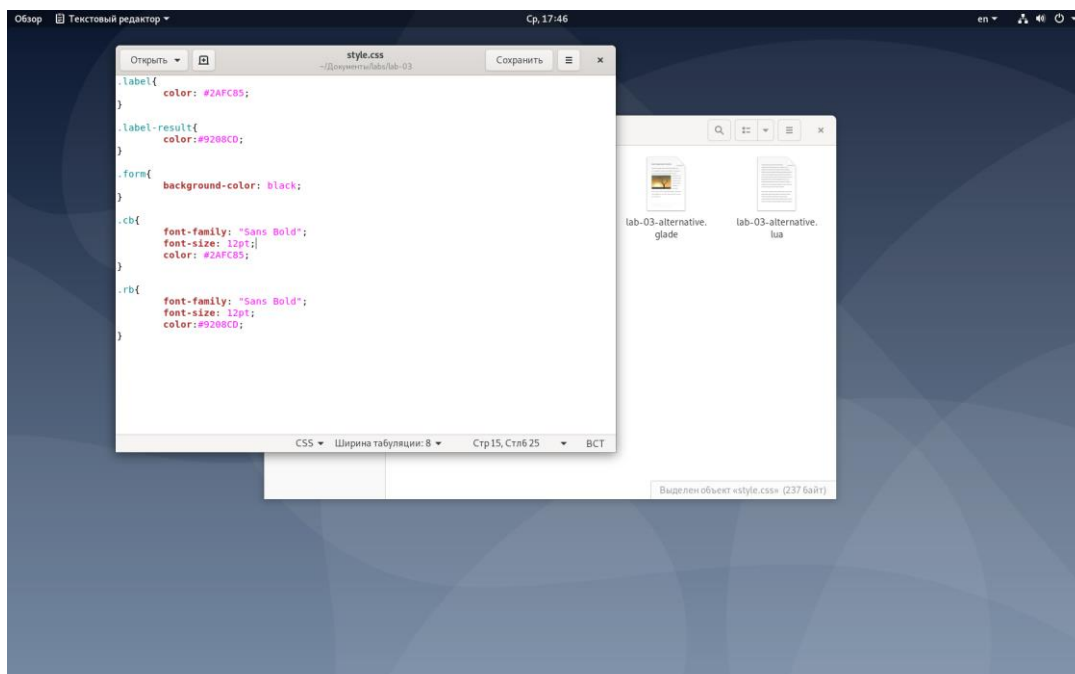 Обзор Текстовый редактор Ср, 17:46 en
Открыть style.css Сохранить
~/Документы/labs/lab-03
.label{
color: #2AFC85;
}
.label-result{
color:#9208CD;
}
.form{
background-color: black;
}
.cb{
font-family: "Sans Bold";
font-size: 12pt;
color: #2AFC85;
}
.rb{
font-family: "Sans Bold";
font-size: 12pt;
color:#9208CD;
}
CSS Ширина табуляции: 8 Стр 15, Стлб 25 ВСТ
lab-03-alternative.
glade
lab-03-alternative.
lua
Выделен объект «style.css» (237 байт)